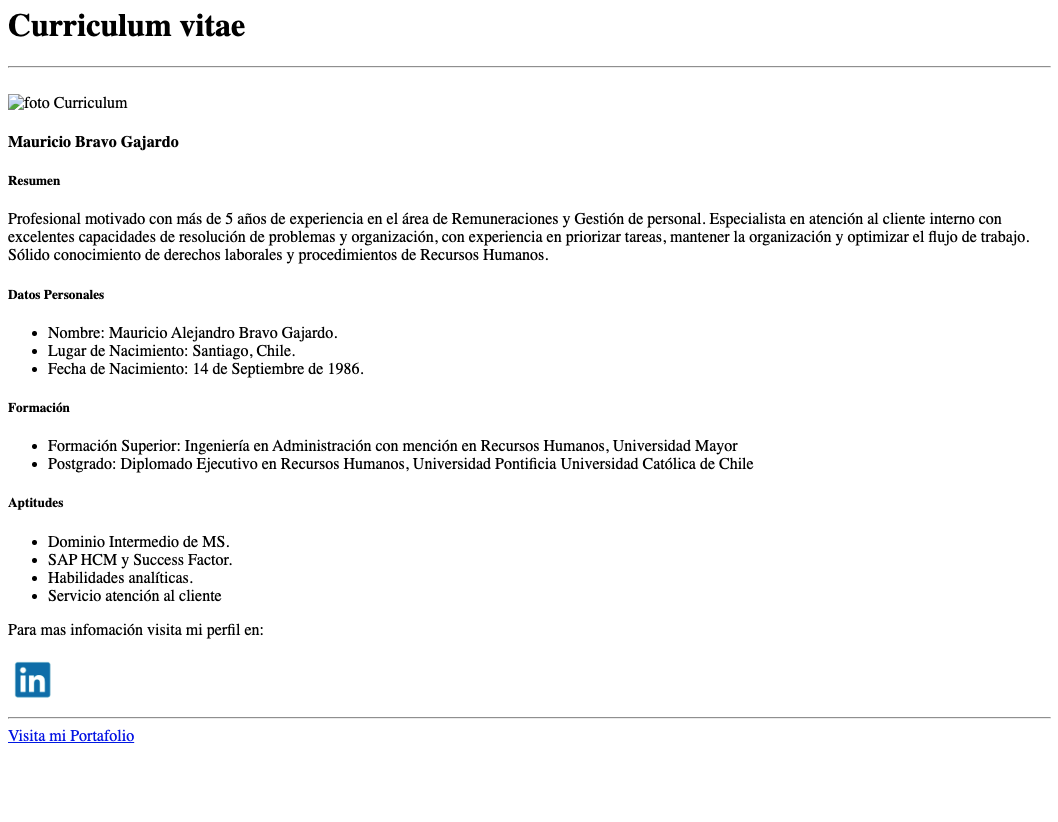 Curriculum vitae
foto Curriculum
Mauricio Bravo Gajardo
Resumen
Profesional motivado con más de 5 años de experiencia en el área de Remuneraciones y Gestión de personal. Especialista en atención al cliente interno con
excelentes capacidades de resolución de problemas y organización, con experiencia en priorizar tareas, mantener la organización y optimizar el flujo de trabajo.
Sólido conocimiento de derechos laborales y procedimientos de Recursos Humanos.
Datos Personales
Nombre: Mauricio Alejandro Bravo Gajardo.
Lugar de Nacimiento: Santiago, Chile.
Fecha de Nacimiento: 14 de Septiembre de 1986.
Formación
Formación Superior: Ingeniería en Administración con mención en Recursos Humanos, Universidad Mayor
Postgrado: Diplomado Ejecutivo en Recursos Humanos, Universidad Pontificia Universidad Católica de Chile
Aptitudes
Dominio Intermedio de MS.
SAP HCM y Success Factor.
Habilidades analíticas.
Servicio atención al cliente
Para mas infomación visita mi perfil en:
in
Visita mi Portafolio